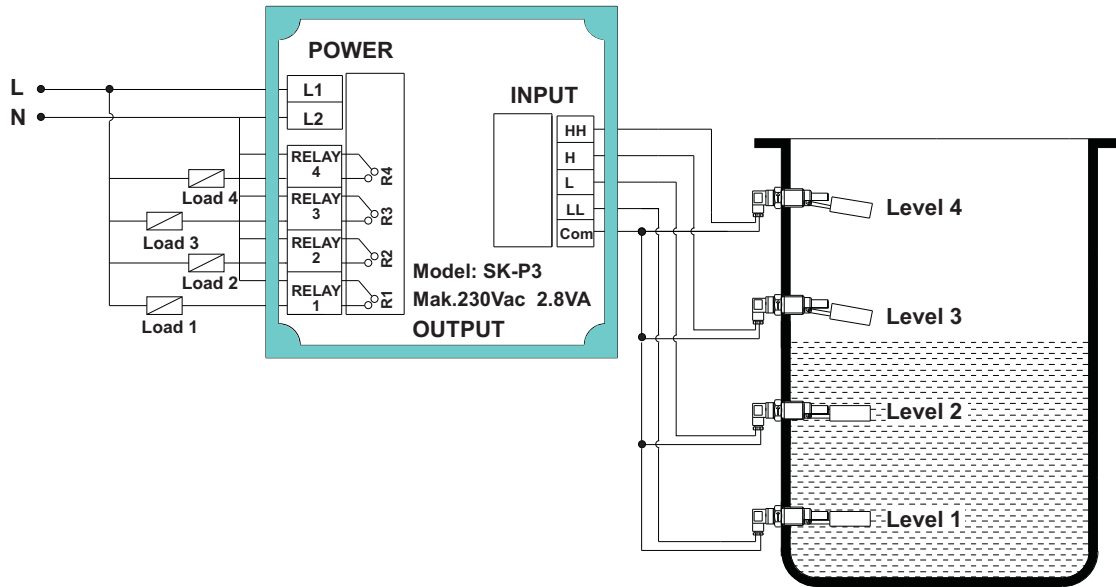 POWER
L
N
L1
L2
RELAY
4
RELAY
3
RELAY
2
RELAY
1
R4
R3
R2
R1
Load 4
Load 3
Load 2
Load 1
INPUT
HH
H
L
LL
Com
Model: SK-P3
Mak.230Vac 2.8VA
OUTPUT
Level 4
Level 3
Level 2
Level 1